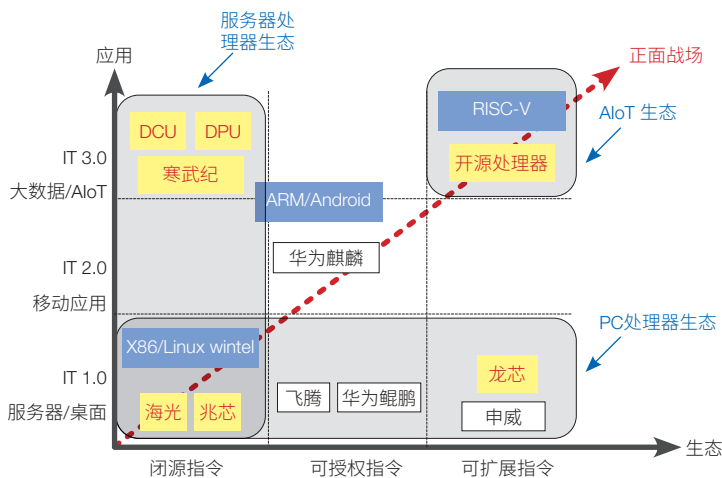 服务器处
理器生态
应用
正面战场
DCU
DPU
RISC-V
AIoT 生态
IT 3.0
大数据/AIoT
寒武纪
开源处理器
ARM/Android
IT 2.0
移动应用
华为麒麟
PC处理器生态
X86/Linux wintel
IT 1.0
服务器/桌面
龙芯
海光
兆芯
飞腾
华为鲲鹏
申威
生态
闭源指令
可授权指令
可扩展指令